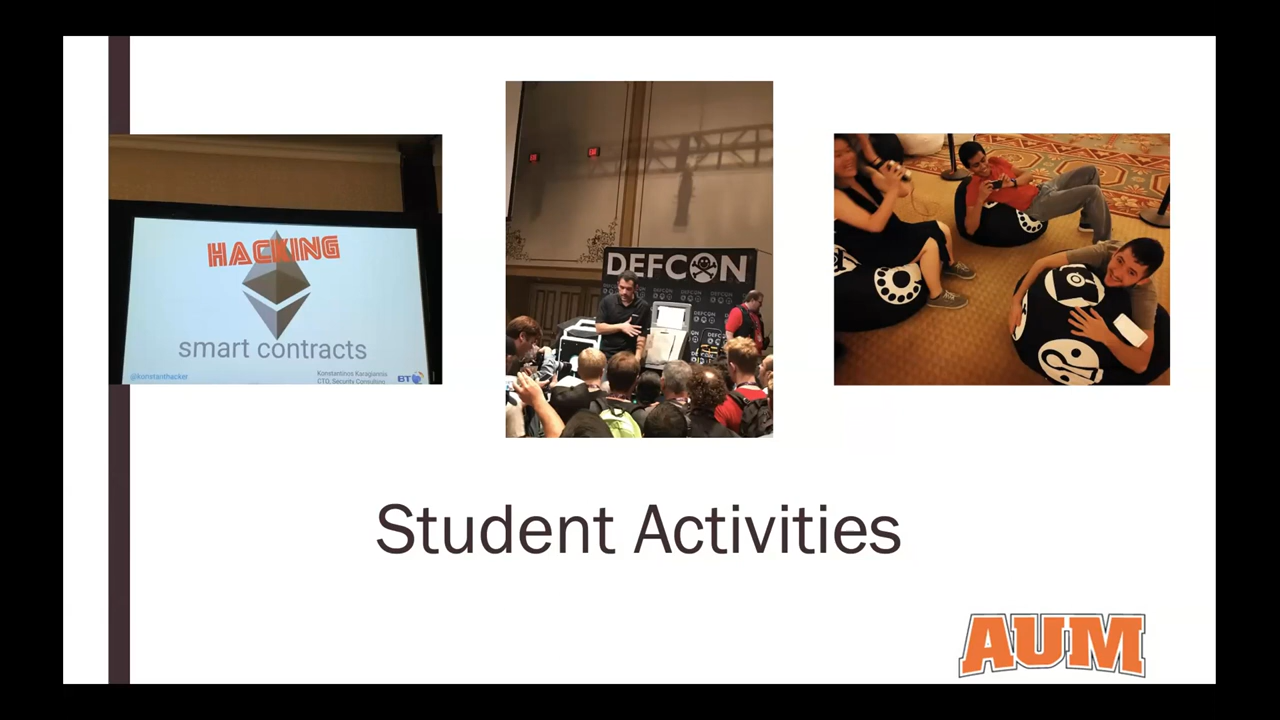 HACKING
smart contracts
@konstanthacker
Konstantinos Karagiannis
CTO, Security Consulting
BT
DEFCON
Student Activities
AUM